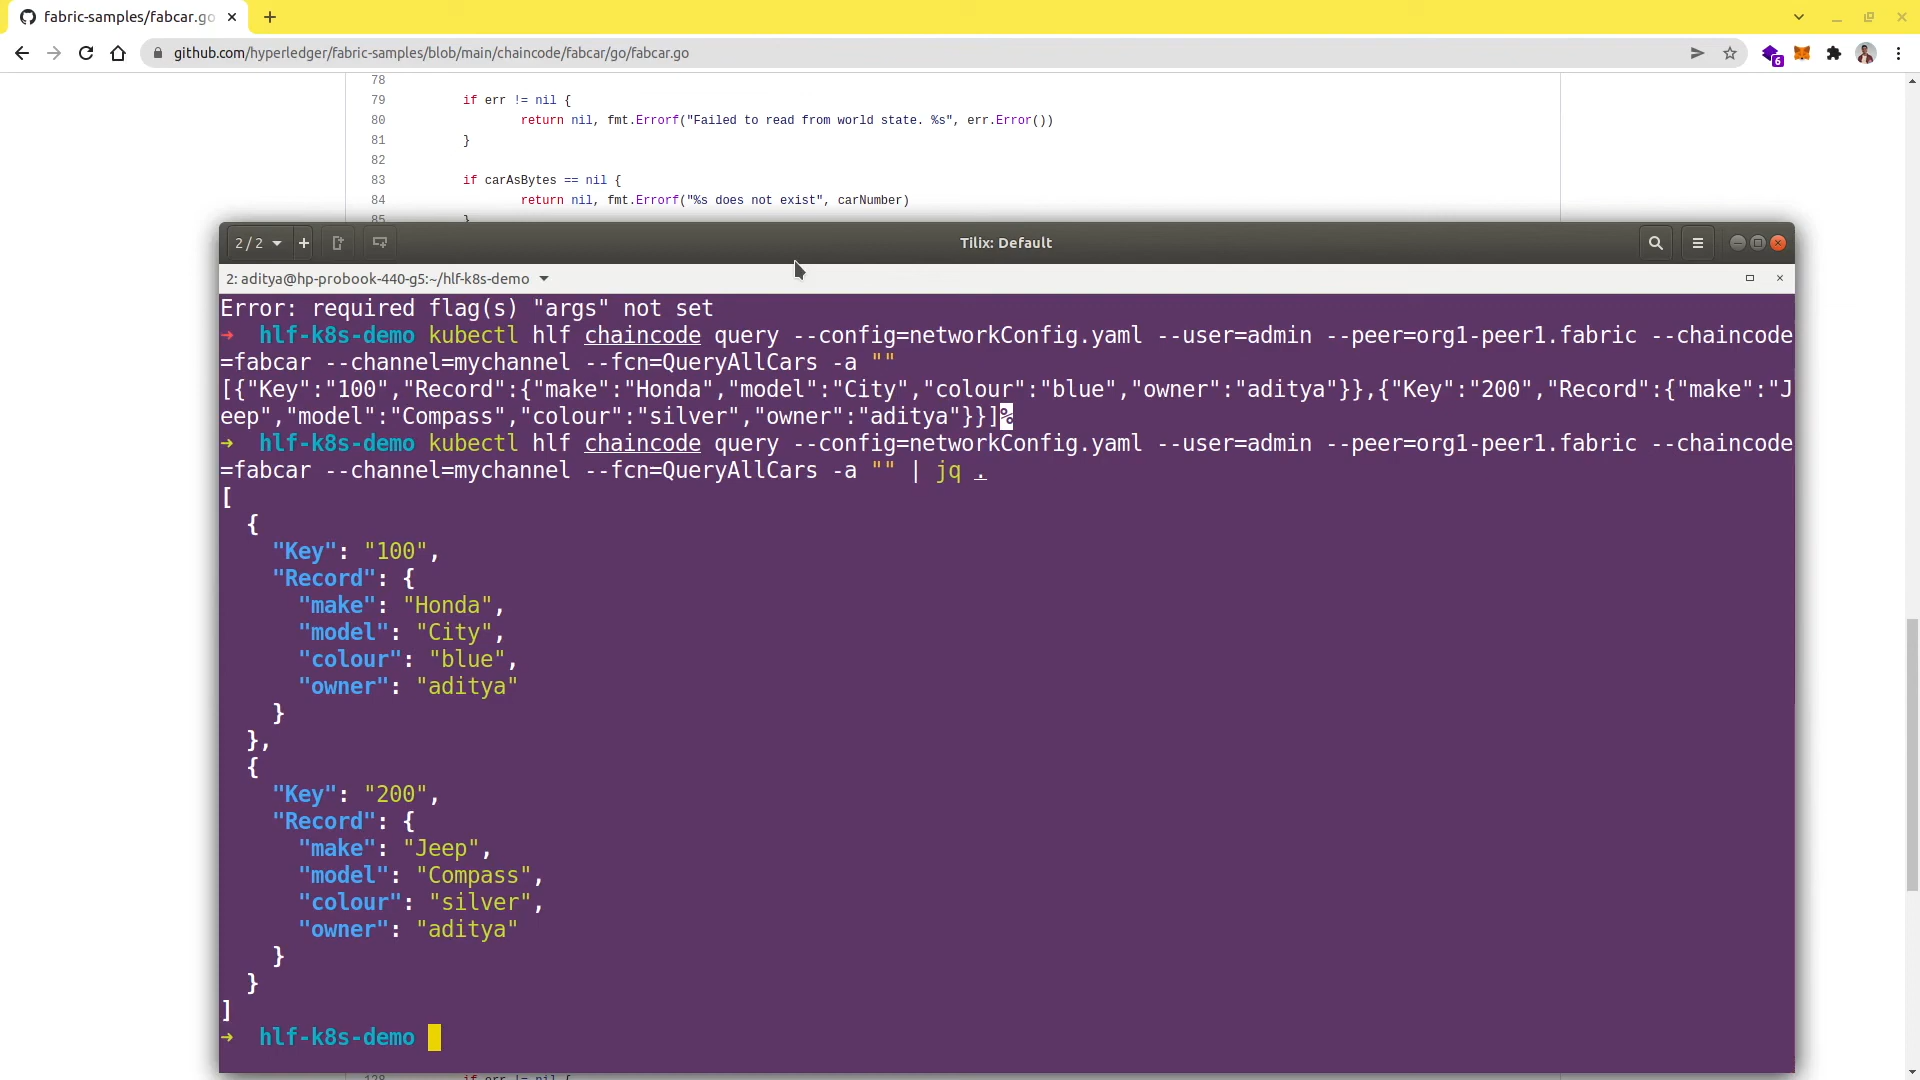 fabric-samples/fabcar.go
github.com/hyperledger/fabric-samples/blob/main/chaincode/fabcar/go/fabcar.go
6
78
79 if err != nil {
80 return nil, fmt.Errorf("Failed to read from world state. %s", err.Error())
81 }
82
83 if carAsBytes == nil {
84 return nil, fmt.Errorf("%s does not exist", carNumber)
85 }
2 / 2
Tilix: Default
2: aditya@hp-probook-440-g5:~/hlf-k8s-demo
Error: required flag(s) "args" not set
➜ hlf-k8s-demo kubectl hlf chaincode query --config=networkConfig.yaml --user=admin --peer=org1-peer1.fabric --chaincode
=fabcar --channel=mychannel --fcn=QueryAllCars -a ""
[{"Key":"100","Record":{"make":"Honda","model":"City","colour":"blue","owner":"aditya"}},{"Key":"200","Record":{"make":"J
eep","model":"Compass","colour":"silver","owner":"aditya"}}]%
➜ hlf-k8s-demo kubectl hlf chaincode query --config=networkConfig.yaml --user=admin --peer=org1-peer1.fabric --chaincode
=fabcar --channel=mychannel --fcn=QueryAllCars -a "" | jq .
[
{
"Key": "100",
"Record": {
"make": "Honda",
"model": "City",
"colour": "blue",
"owner": "aditya"
}
},
{
"Key": "200",
"Record": {
"make": "Jeep",
"model": "Compass",
"colour": "silver",
"owner": "aditya"
}
}
]
➜ hlf-k8s-demo
128 if err != nil {